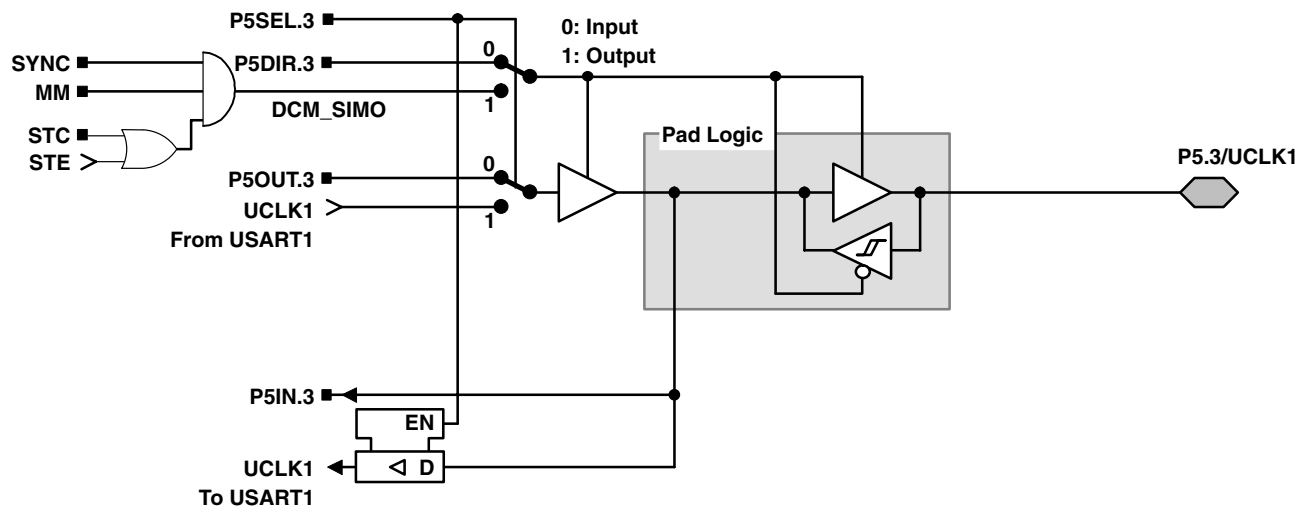 P5SEL.3
0: Input
1: Output
SYNC
P5DIR.3
0
MM
1
DCM_SIMO
STC
STE
Pad Logic
P5OUT.3
0
P5.3/UCLK1
UCLK1
1
From USART1
P5IN.3
EN
UCLK1
D
To USART1